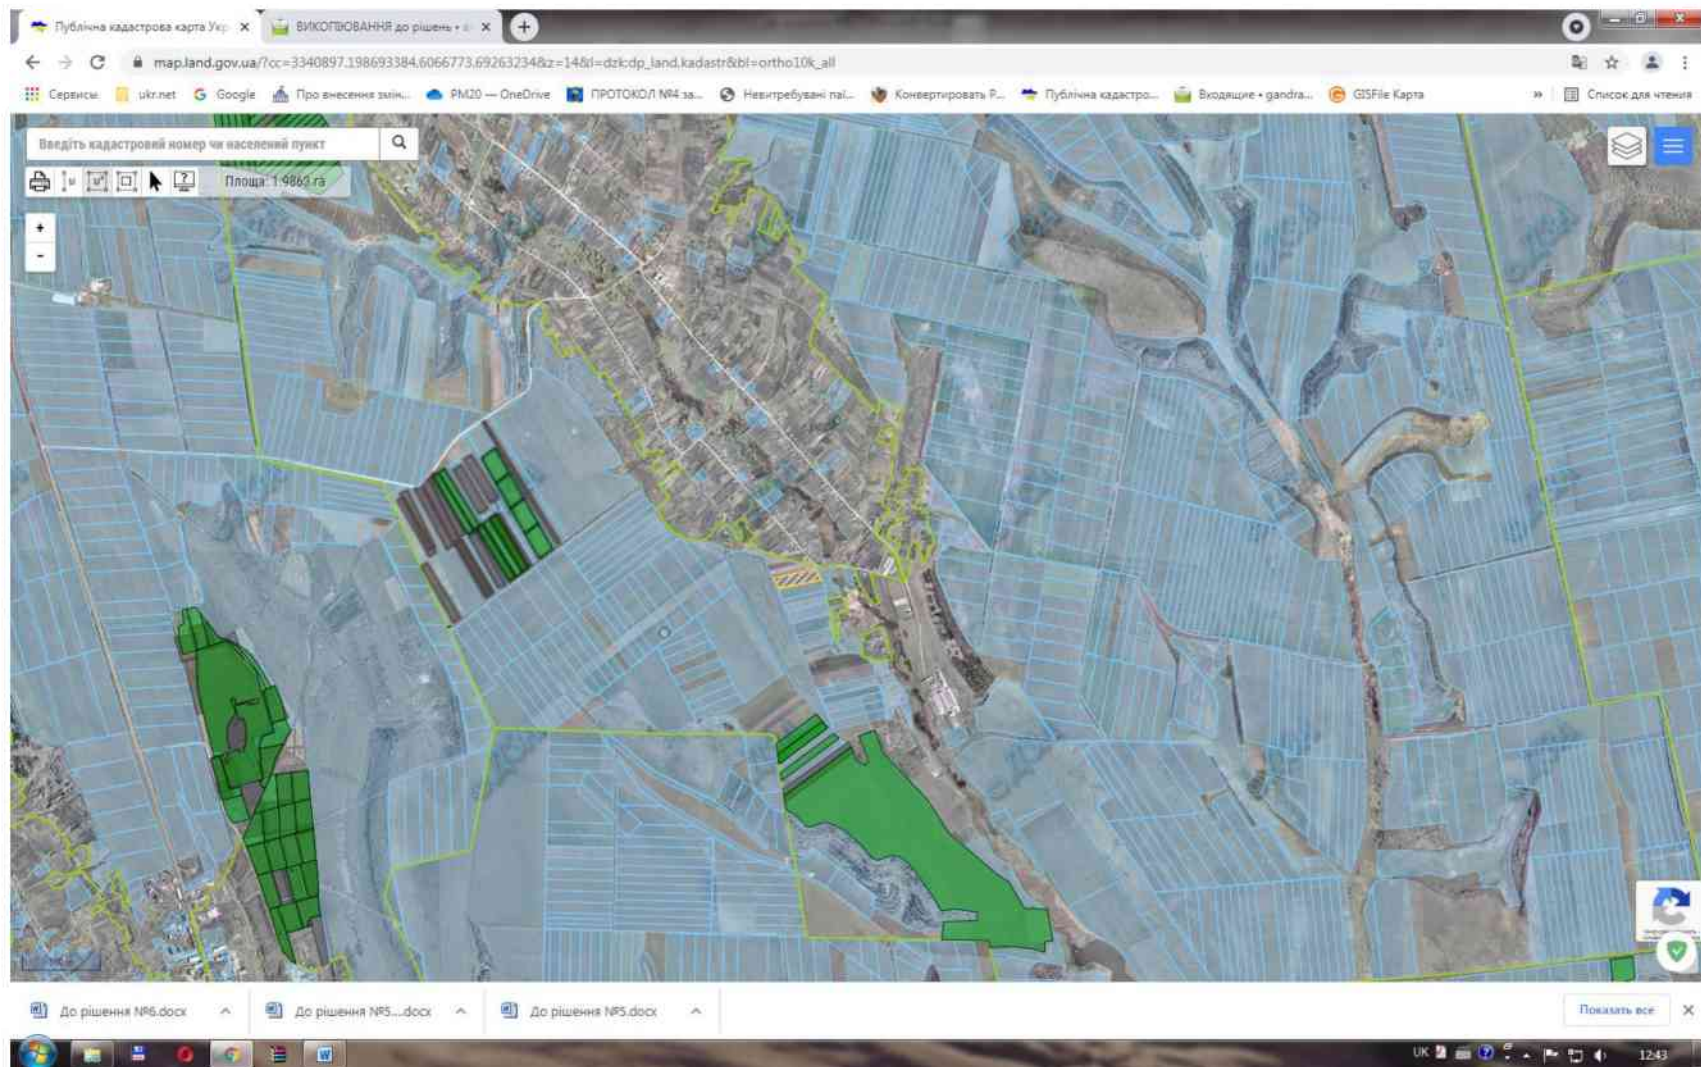 Публічна кадастрова карта Укр
ВИКОПІЮВАННЯ до рішень •
map.land.gov.ua/?cc=3340897.198693384,6066773.69263234&z=14&l=dzk:dp_land,kadastr&bl=ortho10k_all
Сервисы ukr.net Google Про внесення змін... PM20 — OneDrive ПРОТОКОЛ №4 за... Невитребувані паї... Конвертировать P... Публічна кадастро... Входящие • gandra... GISFile Карта » Список для чтения
Введіть кадастровий номер чи населений пункт
Площа: 1.9869 га
+
-
До рішення №6.docx До рішення №5....docx До рішення №5.docx Показать все
UK 12:43